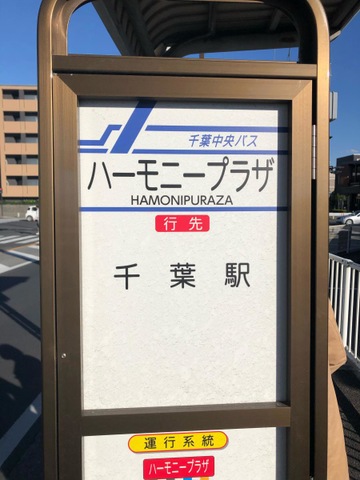 千葉中央バス
ハーモニープラザ
HAMONIPURAZA
行先
千葉駅
運行系統
ハーモニープラザ